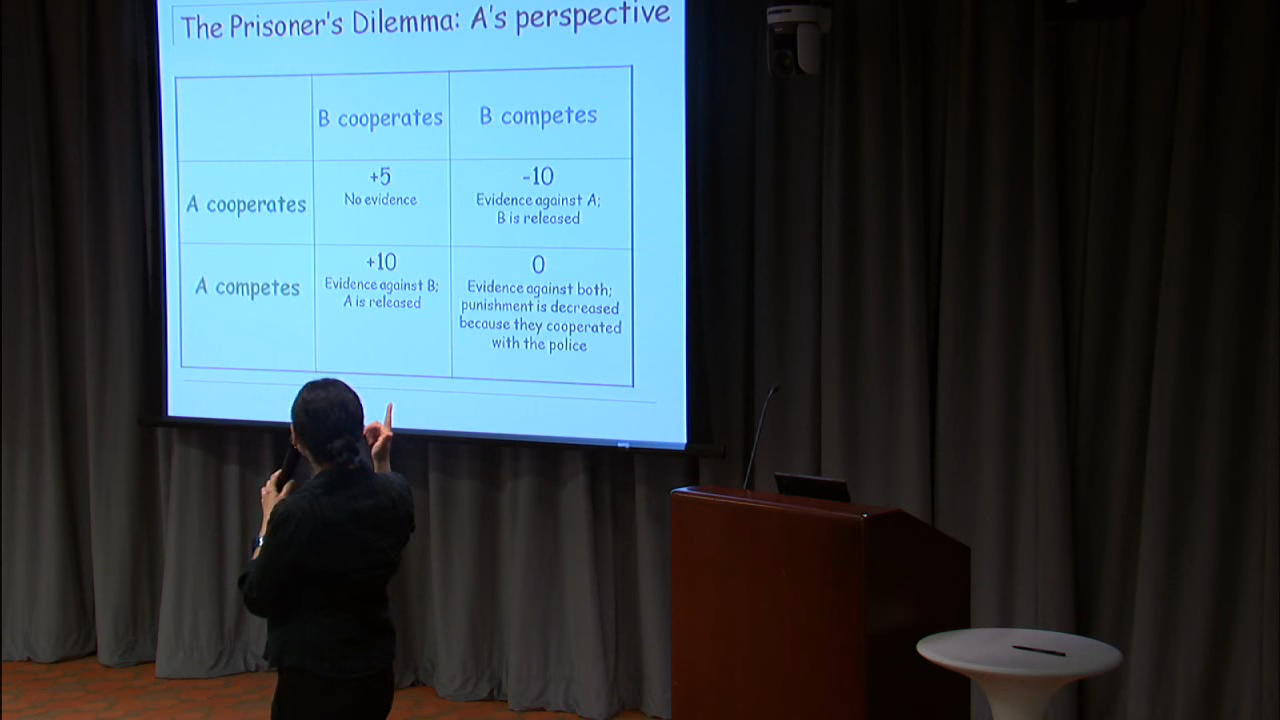 The Prisoner's Dilemma: A's perspective
B cooperates
B competes
A cooperates
+5
No evidence
-10
Evidence against A;
B is released
A competes
+10
Evidence against B;
A is released
0
Evidence against both;
punishment is decreased
because they cooperated
with the police